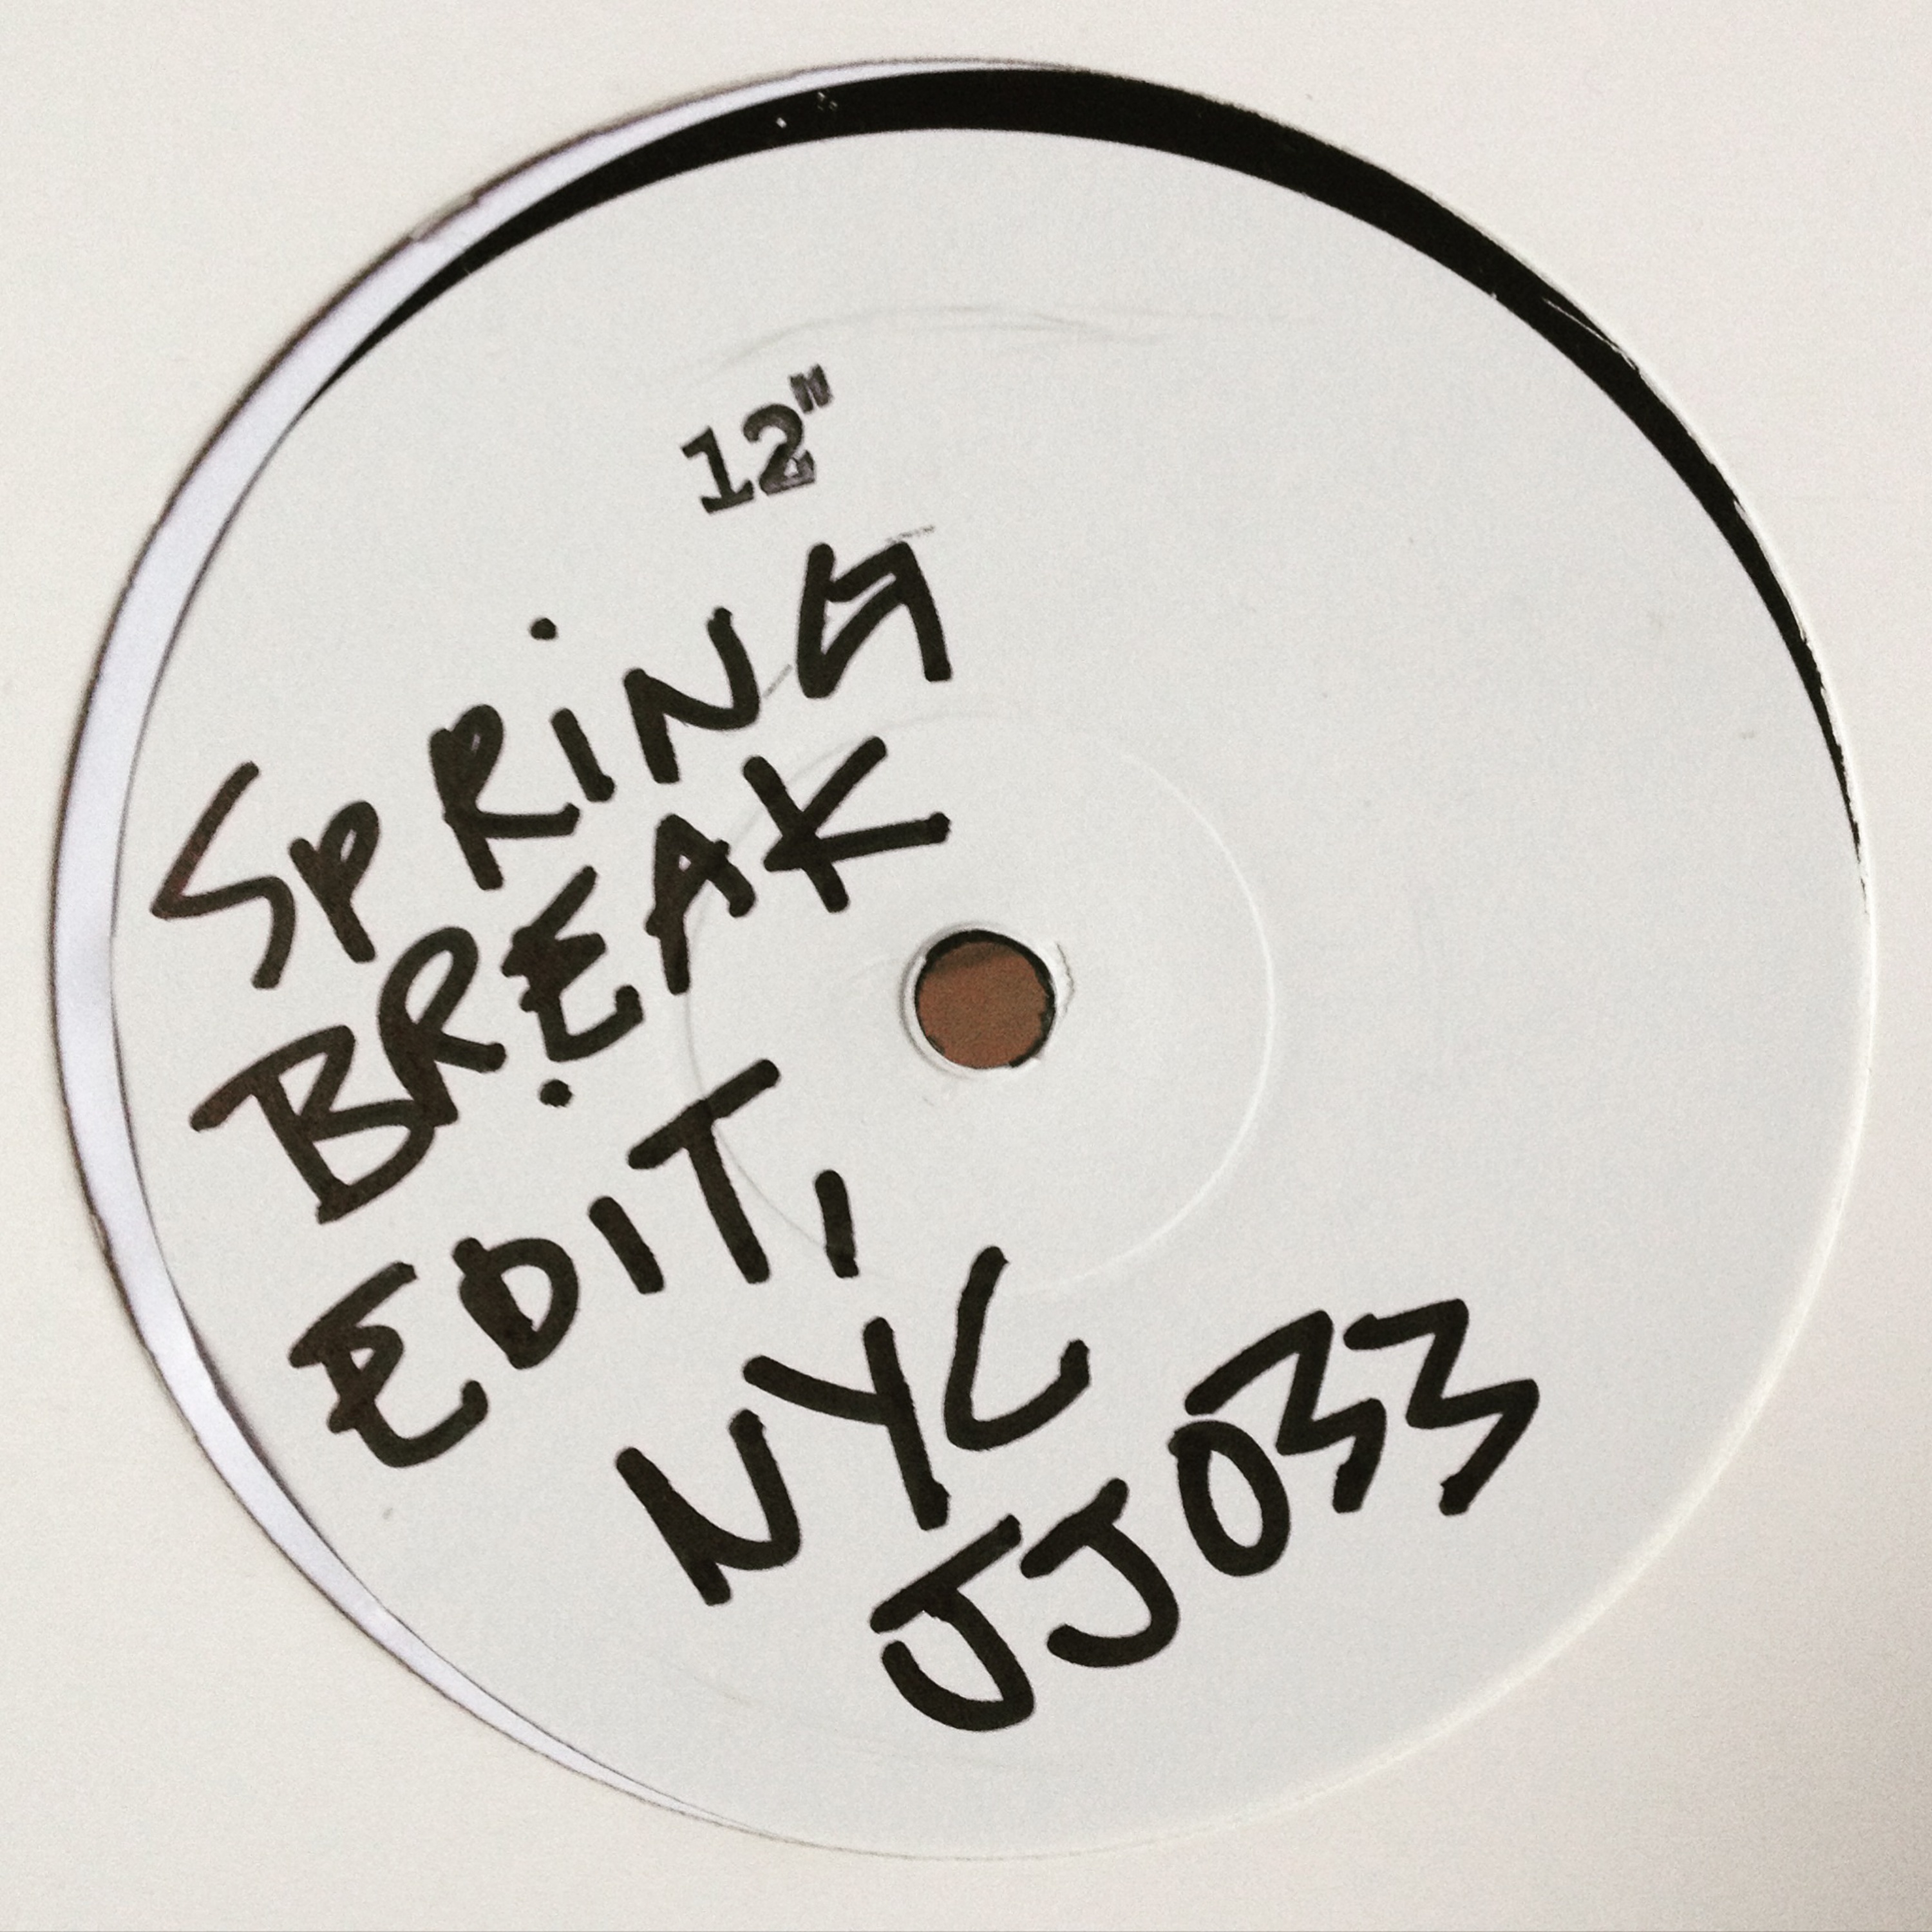 12"
SPRiNG
BREAK
EDIT,
NYC
JJ033